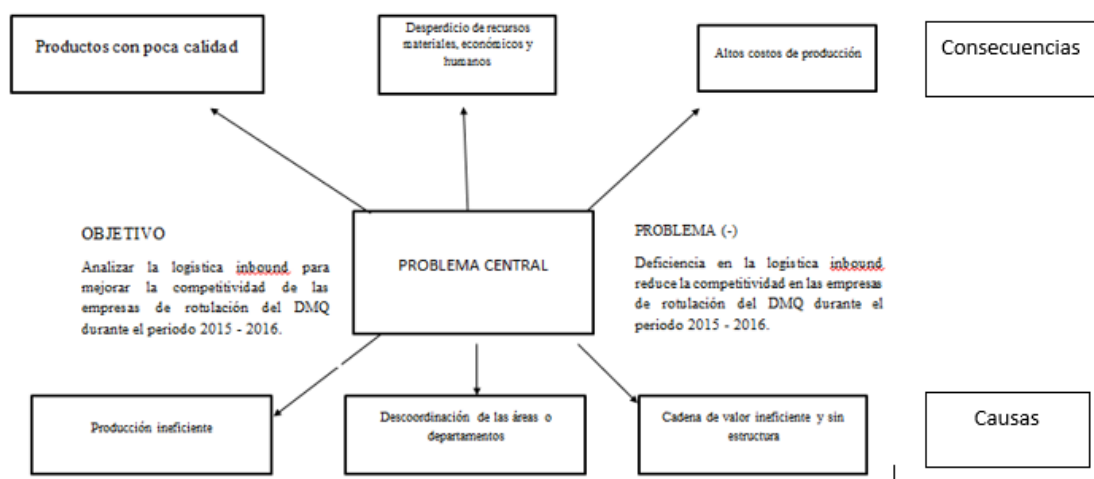 Productos con poca calidad
Desperdicio de recursos
materiales, económicos y
humanos
Altos costos de producción
Consecuencias
OBJETIVO
Analizar la logistica inbound para
mejorar la competitividad de las
empresas de rotulación del DMQ
durante el periodo 2015 - 2016.
PROBLEMA CENTRAL
PROBLEMA (-)
Deficiencia en la logistica inbound
reduce la competitividad en las empresas
de rotulación del DMQ durante el
periodo 2015 - 2016.
Producción ineficiente
Descoordinación de las áreas o
departamentos
Cadena de valor ineficiente y sin
estructura
Causas